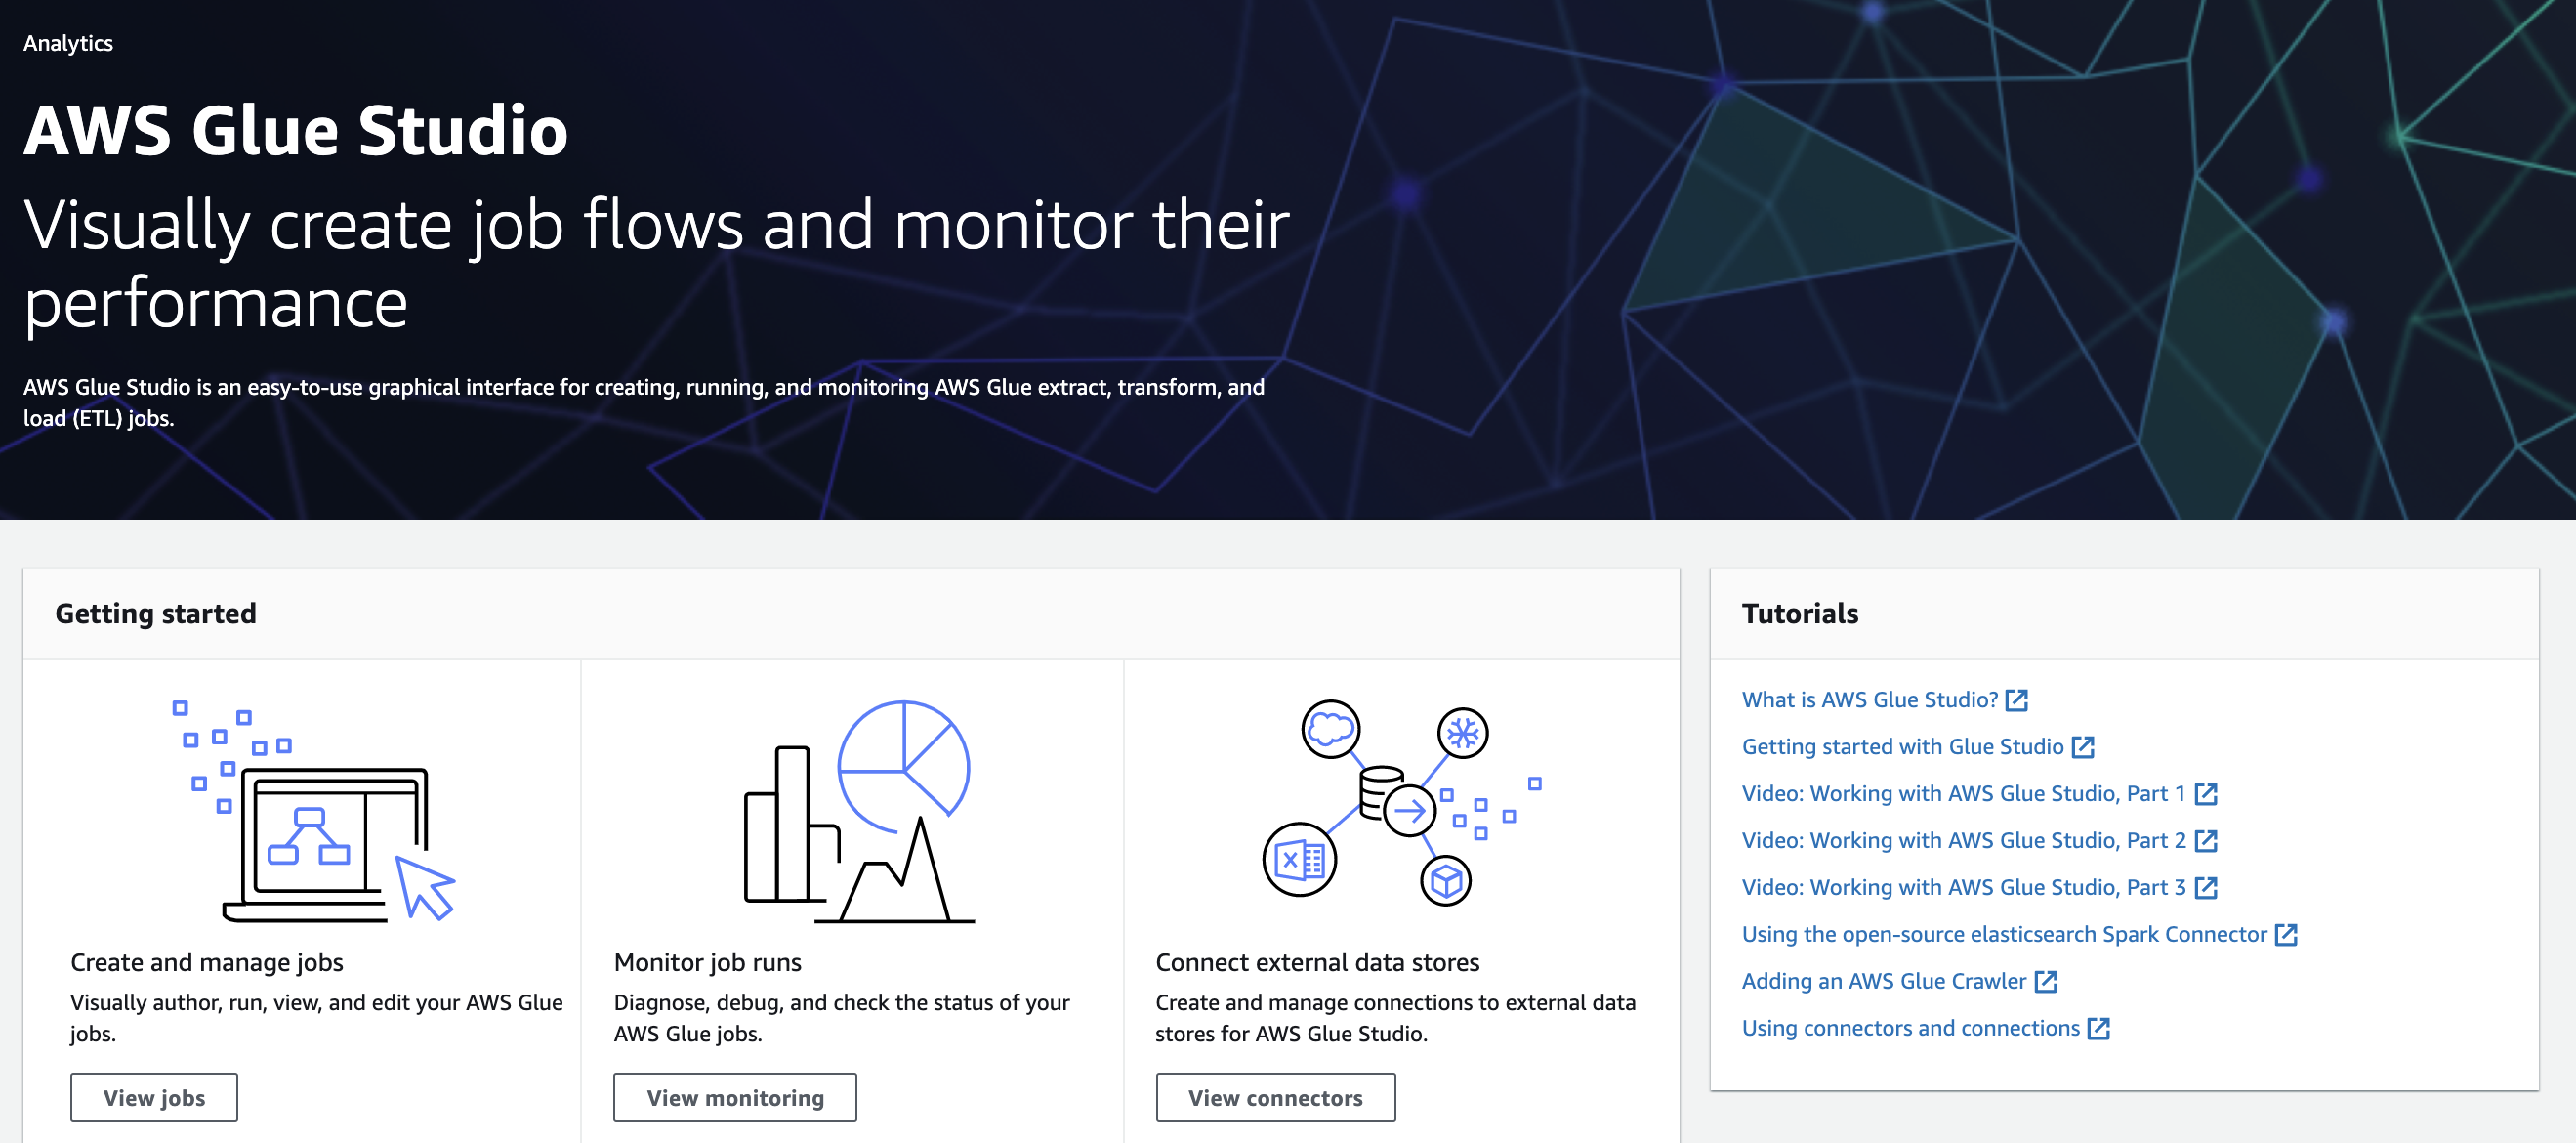 Analytics
AWS Glue Studio
Visually create job flows and monitor their
performance
AWS Glue Studio is an easy-to-use graphical interface for creating, running, and monitoring AWS Glue extract, transform, and
load (ETL) jobs.
Getting started
Create and manage jobs
Visually author, run, view, and edit your AWS Glue
jobs.
View jobs
Monitor job runs
Diagnose, debug, and check the status of your
AWS Glue jobs.
View monitoring
X
Connect external data stores
Create and manage connections to external data
stores for AWS Glue Studio.
View connectors
Tutorials
What is AWS Glue Studio?
Getting started with Glue Studio
Video: Working with AWS Glue Studio, Part 1
Video: Working with AWS Glue Studio, Part 2
Video: Working with AWS Glue Studio, Part 3
Using the open-source elasticsearch Spark Connector
Adding an AWS Glue Crawler
Using connectors and connections